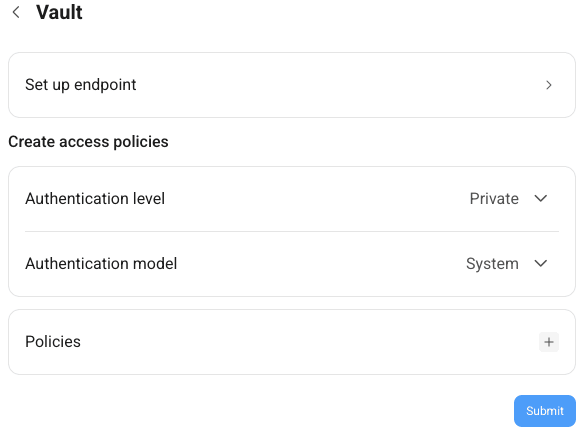 Vault
Set up endpoint
Create access policies
Authentication level Private
Authentication model System
Policies
Submit